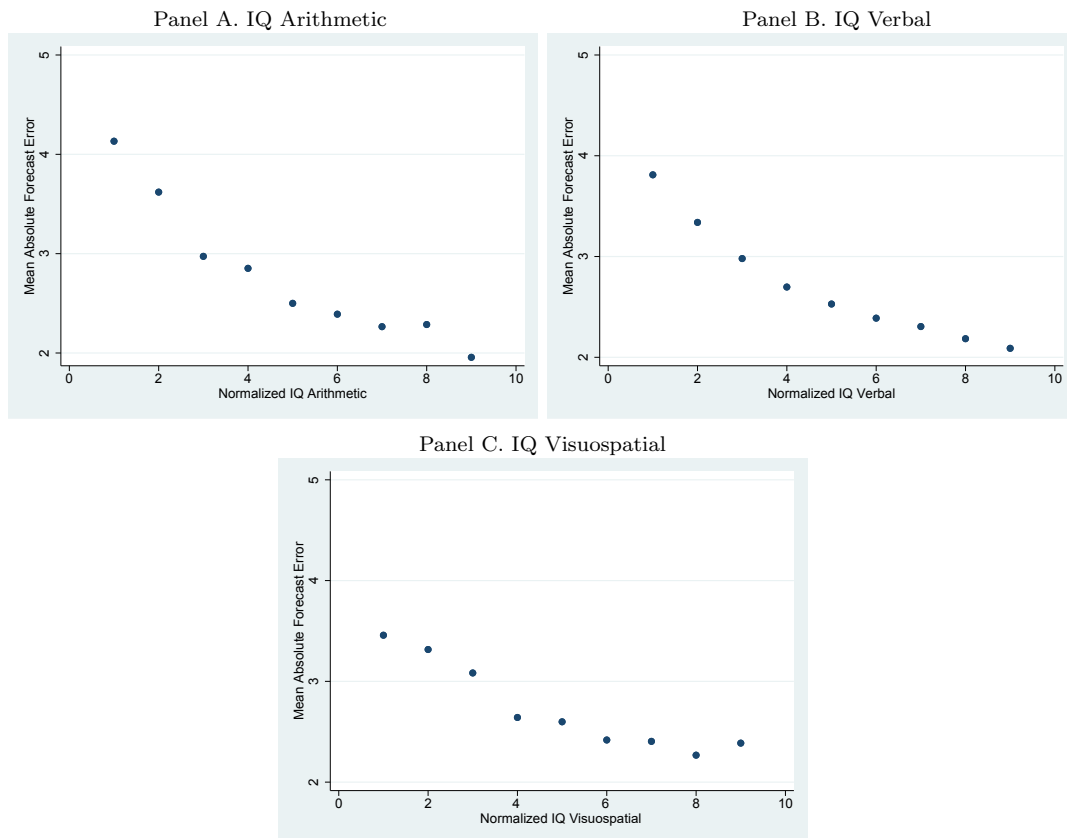 Panel A. IQ Arithmetic
Mean Absolute Forecast Error
5
4
3
2
0 2 4 6 8 10
Normalized IQ Arithmetic
Panel B. IQ Verbal
Mean Absolute Forecast Error
5
4
3
2
0 2 4 6 8 10
Normalized IQ Verbal
Panel C. IQ Visuospatial
Mean Absolute Forecast Error
5
4
3
2
0 2 4 6 8 10
Normalized IQ Visuospatial